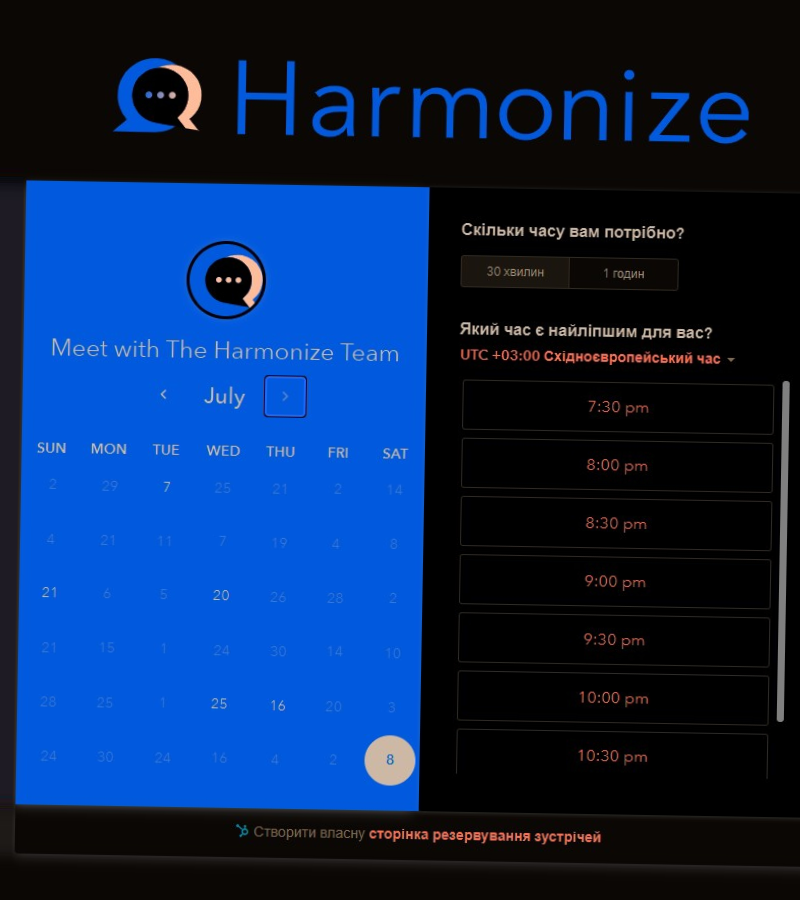 Harmonize
Meet with The Harmonize Team
July
SUN MON TUE WED THU FRI SAT
2 29 7 25 21 2 14
4 21 11 7 19 4 8
21 6 5 20 26 28 2
21 15 1 24 30 14 10
28 25 1 25 16 20 3
24 30 24 16 4 2 8
Скільки часу вам потрібно?
30 хвилин 1 годин
Який час є найліпшим для вас?
UTC +03:00 Східноєвропейський час
7:30 pm
8:00 pm
8:30 pm
9:00 pm
9:30 pm
10:00 pm
10:30 pm
Створити власну сторінка резервування зустрічей